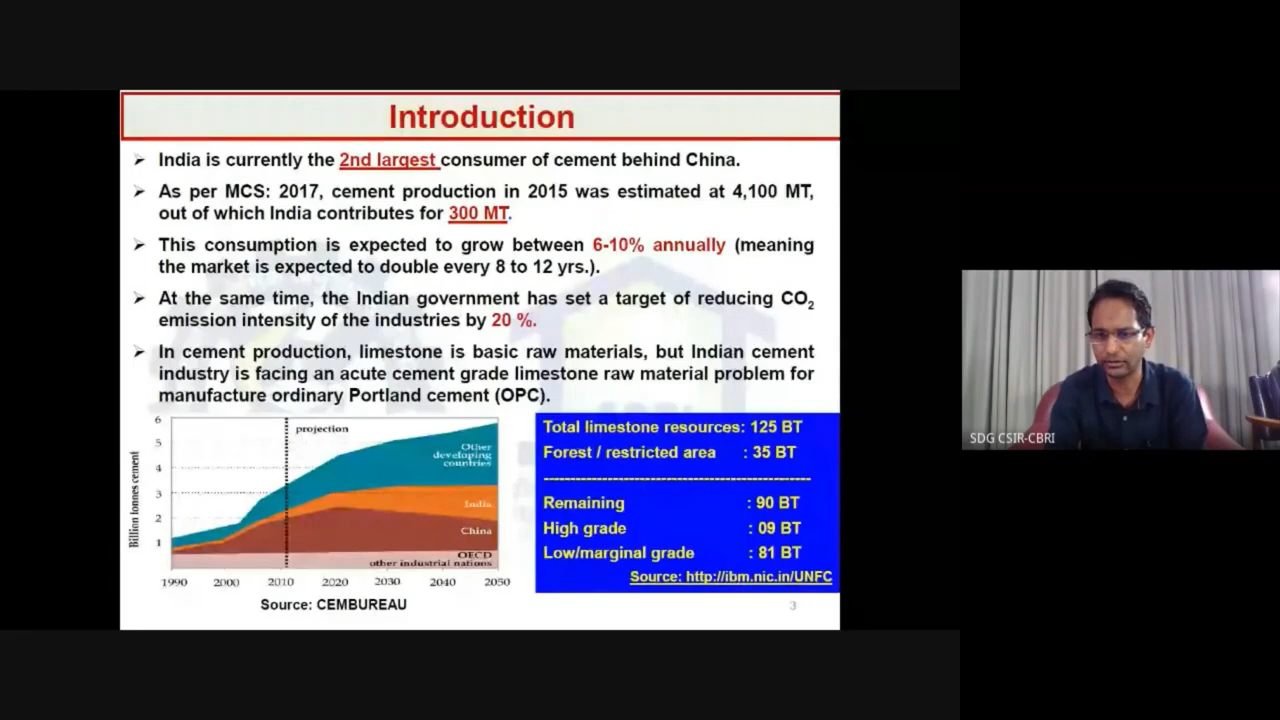 Introduction
India is currently the 2nd largest consumer of cement behind China.
As per MCS: 2017, cement production in 2015 was estimated at 4,100 MT,
out of which India contributes for 300 MT.
This consumption is expected to grow between 6-10% annually (meaning
the market is expected to double every 8 to 12 yrs.).
At the same time, the Indian government has set a target of reducing CO2
emission intensity of the industries by 20 %.
In cement production, limestone is basic raw materials, but Indian cement
industry is facing an acute cement grade limestone raw material problem for
manufacture ordinary Portland cement (OPC).
Billion tonnes cement
6
5
4
3
2
1
projection
Other
developing
countries
India
China
OECD
other industrial nations
1990 2000 2010 2020 2030 2040 2050
Source: CEMBUREAU
Total limestone resources: 125 BT
Forest / restricted area : 35 BT
Remaining : 90 BT
High grade : 09 BT
Low/marginal grade : 81 BT
Source: http://ibm.nic.in/UNFC
3
SDG CSIR-CBRI